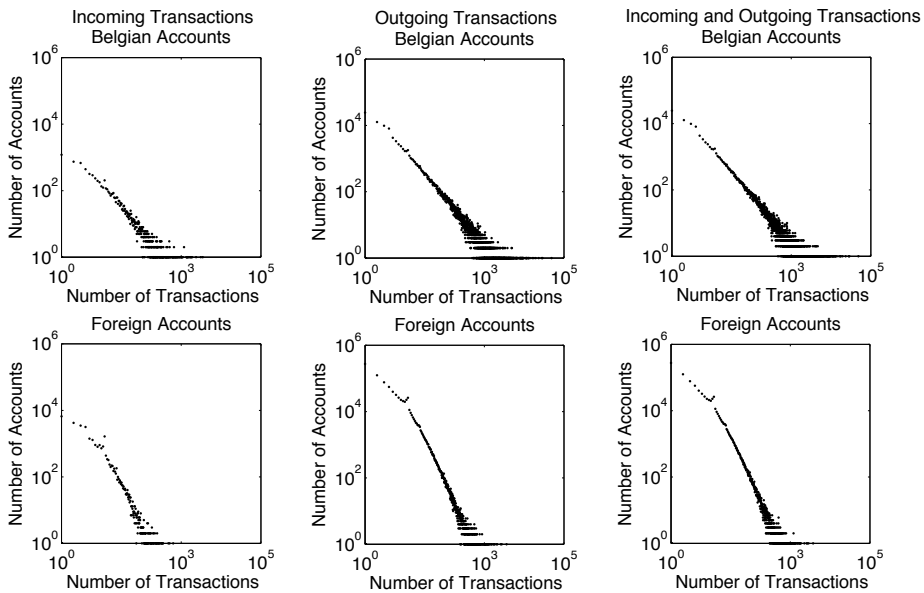 Incoming Transactions
Belgian Accounts
10^6
10^4
10^2
10^0
Number of Accounts
10^0
10^3
10^5
Number of Transactions
Outgoing Transactions
Belgian Accounts
10^6
10^4
10^2
10^0
Number of Accounts
10^0
10^3
10^5
Number of Transactions
Incoming and Outgoing Transactions
Belgian Accounts
10^6
10^4
10^2
10^0
Number of Accounts
10^0
10^3
10^5
Number of Transactions
Foreign Accounts
10^6
10^4
10^2
10^0
Number of Accounts
10^0
10^3
10^5
Number of Transactions
Foreign Accounts
10^6
10^4
10^2
10^0
Number of Accounts
10^0
10^3
10^5
Number of Transactions
Foreign Accounts
10^6
10^4
10^2
10^0
Number of Accounts
10^0
10^3
10^5
Number of Transactions